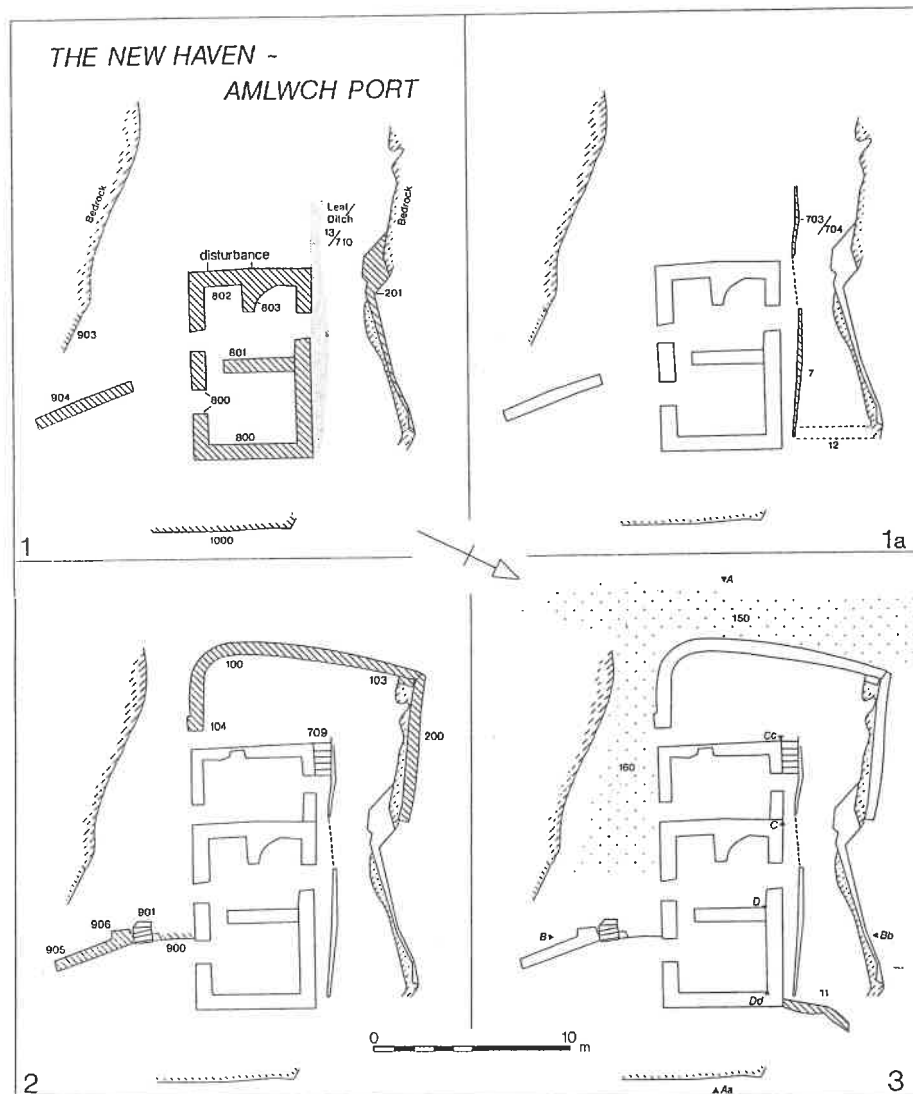 THE NEW HAVEN ~
AMLWCH PORT
Bedrock
Leat/
Ditch
13/710
Bedrock
disturbance
802
803
201
903
801
904
800
800
1000
1
703/704
7
12
1a
100
103
104
709
200
901
906
905
900
2
A
150
Cc
160
C
D
B
Bb
11
Dd
Aa
3
0 10
m